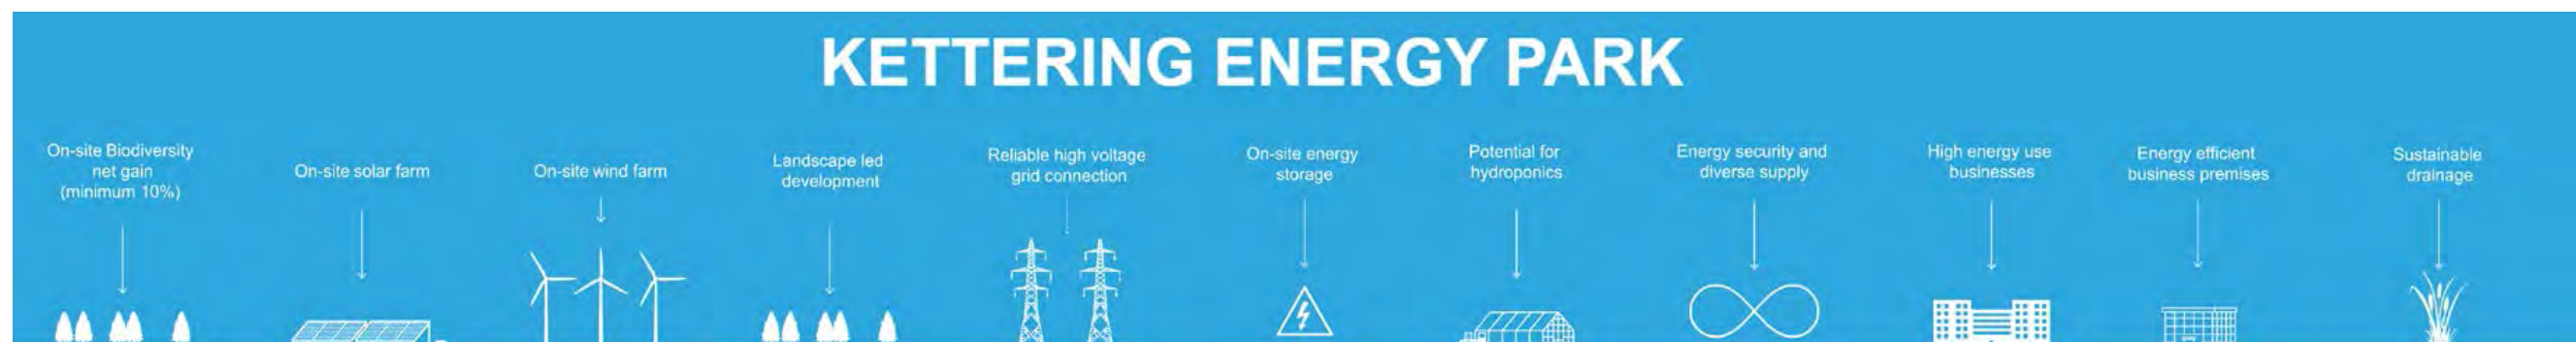 KETTERING ENERGY PARK
On-site Biodiversity
net gain
(minimum 10%)
On-site solar farm
On-site wind farm
Landscape led
development
Reliable high voltage
grid connection
On-site energy
storage
Potential for
hydroponics
Energy security and
diverse supply
High energy use
businesses
Energy efficient
business premises
Sustainable
drainage